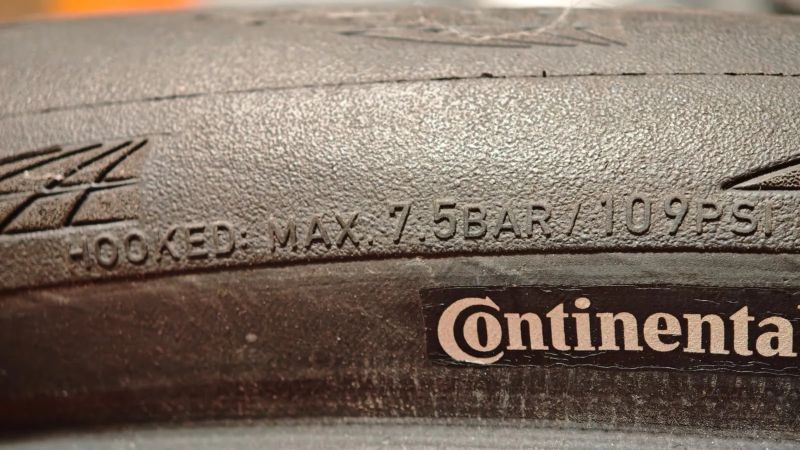 HOOKED: MAX. 7.5BAR / 109PSI
Continenta